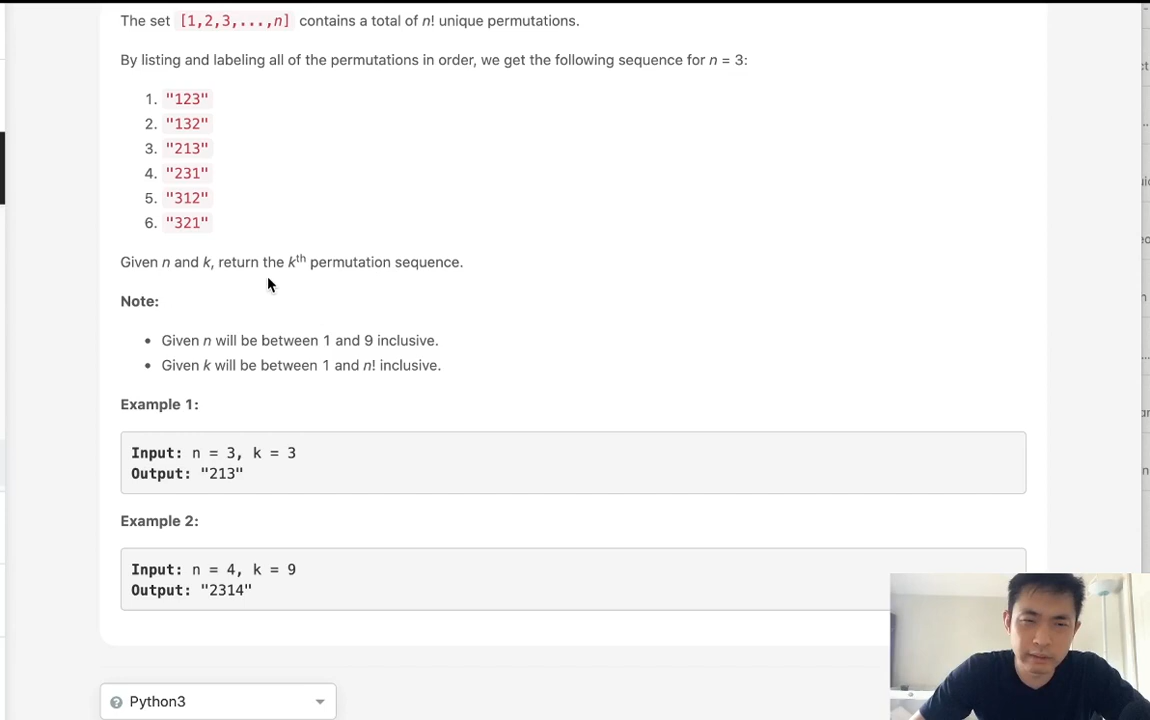 The set [1,2,3,...,n] contains a total of n! unique permutations.
By listing and labeling all of the permutations in order, we get the following sequence for n = 3:
1. "123"
2. "132"
3. "213"
4. "231"
5. "312"
6. "321"
Given n and k, return the kth permutation sequence.
Note:
• Given n will be between 1 and 9 inclusive.
• Given k will be between 1 and n! inclusive.
Example 1:
Input: n = 3, k = 3
Output: "213"
Example 2:
Input: n = 4, k = 9
Output: "2314"
Python3